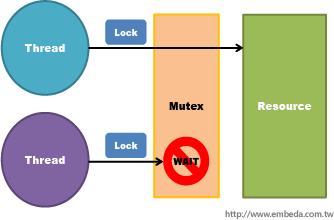 Lock
Thread
Mutex
Resource
Lock
Thread
WAIT
http://www.embeda.com.tw